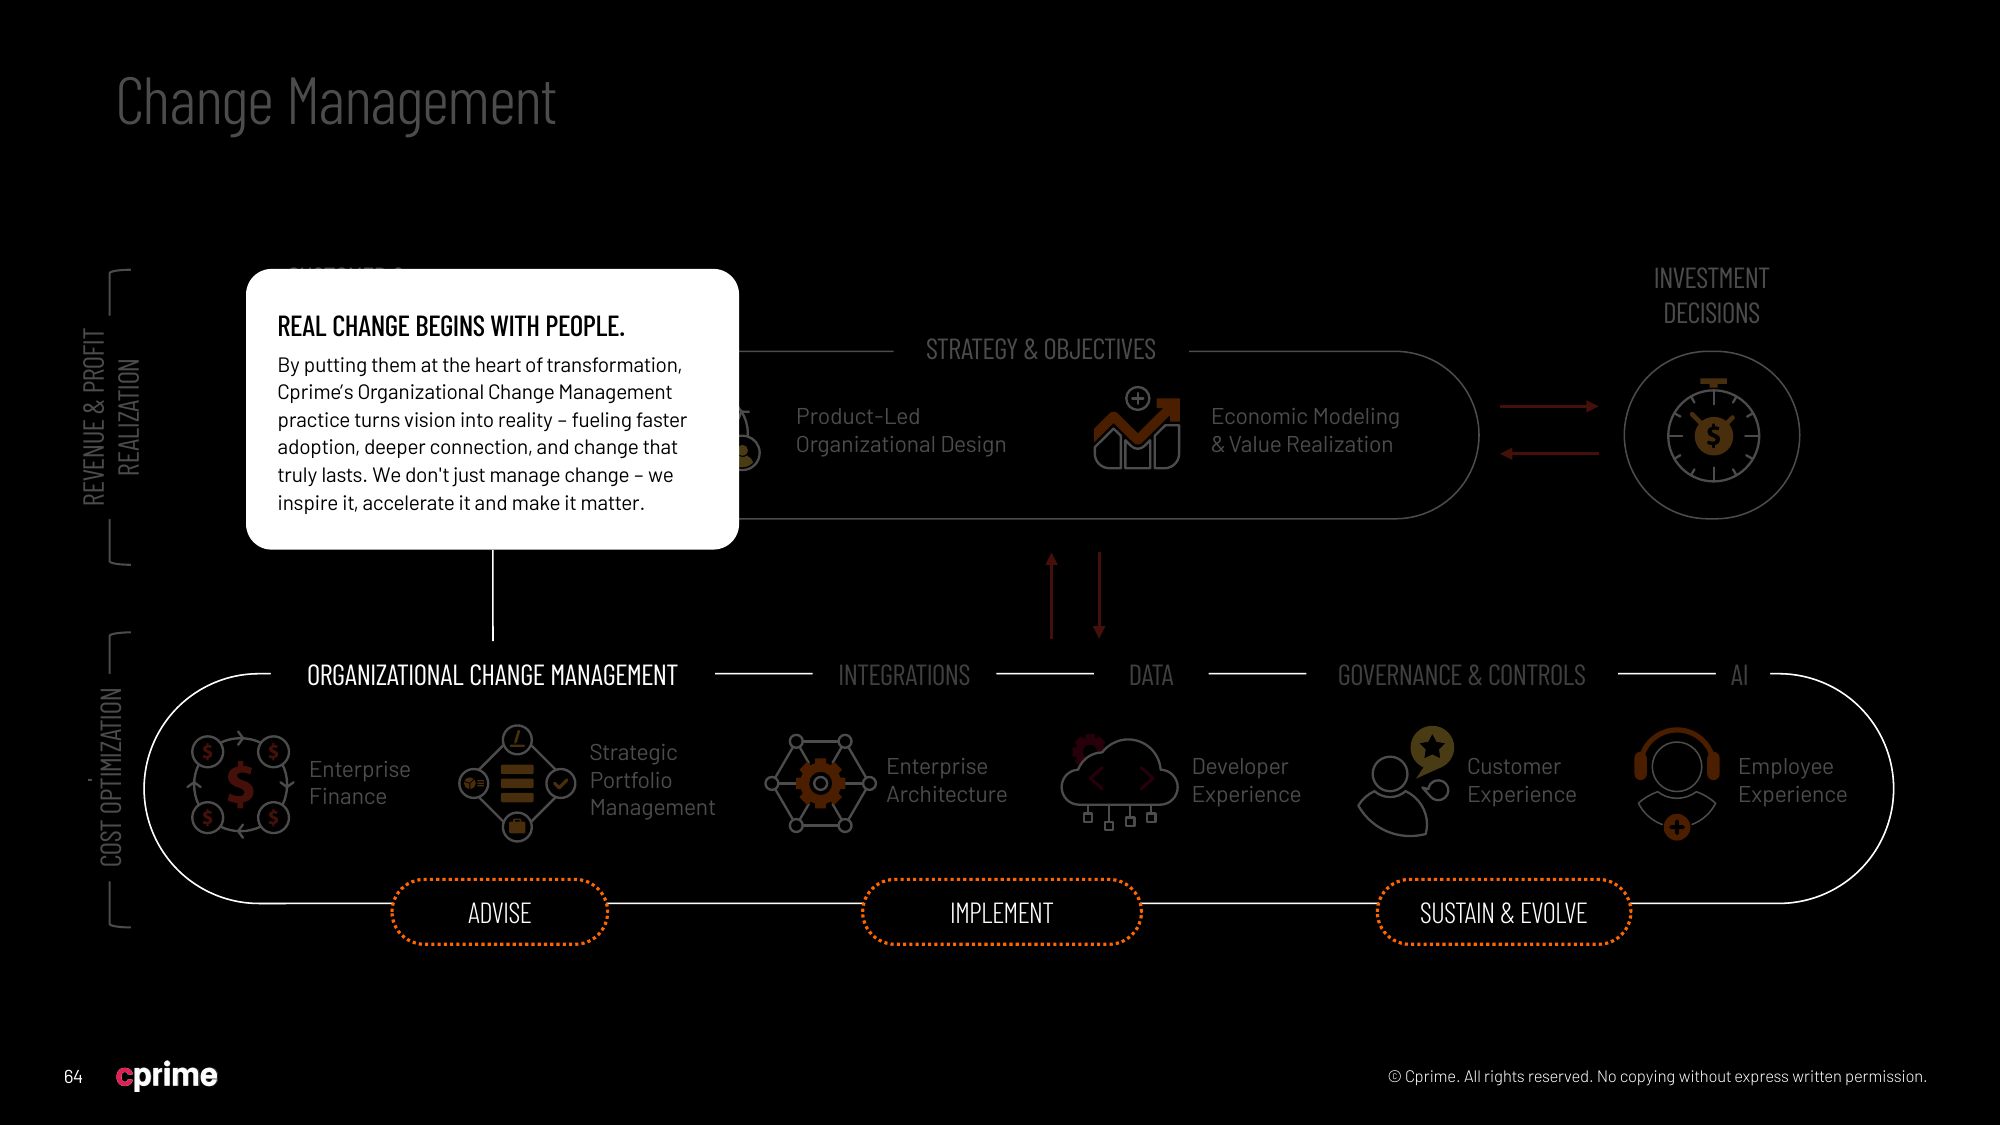 Change Management
REVENUE & PROFIT
REALIZATION
REAL CHANGE BEGINS WITH PEOPLE.
By putting them at the heart of transformation,
Cprime’s Organizational Change Management
practice turns vision into reality – fueling faster
adoption, deeper connection, and change that
truly lasts. We don't just manage change – we
inspire it, accelerate it and make it matter.
STRATEGY & OBJECTIVES
Product-Led
Organizational Design
Economic Modeling
& Value Realization
INVESTMENT
DECISIONS
COST OPTIMIZATION
ORGANIZATIONAL CHANGE MANAGEMENT
INTEGRATIONS
DATA
GOVERNANCE & CONTROLS
AI
Enterprise
Finance
Strategic
Portfolio
Management
Enterprise
Architecture
Developer
Experience
Customer
Experience
Employee
Experience
ADVISE
IMPLEMENT
SUSTAIN & EVOLVE
64
cprime
© Cprime. All rights reserved. No copying without express written permission.